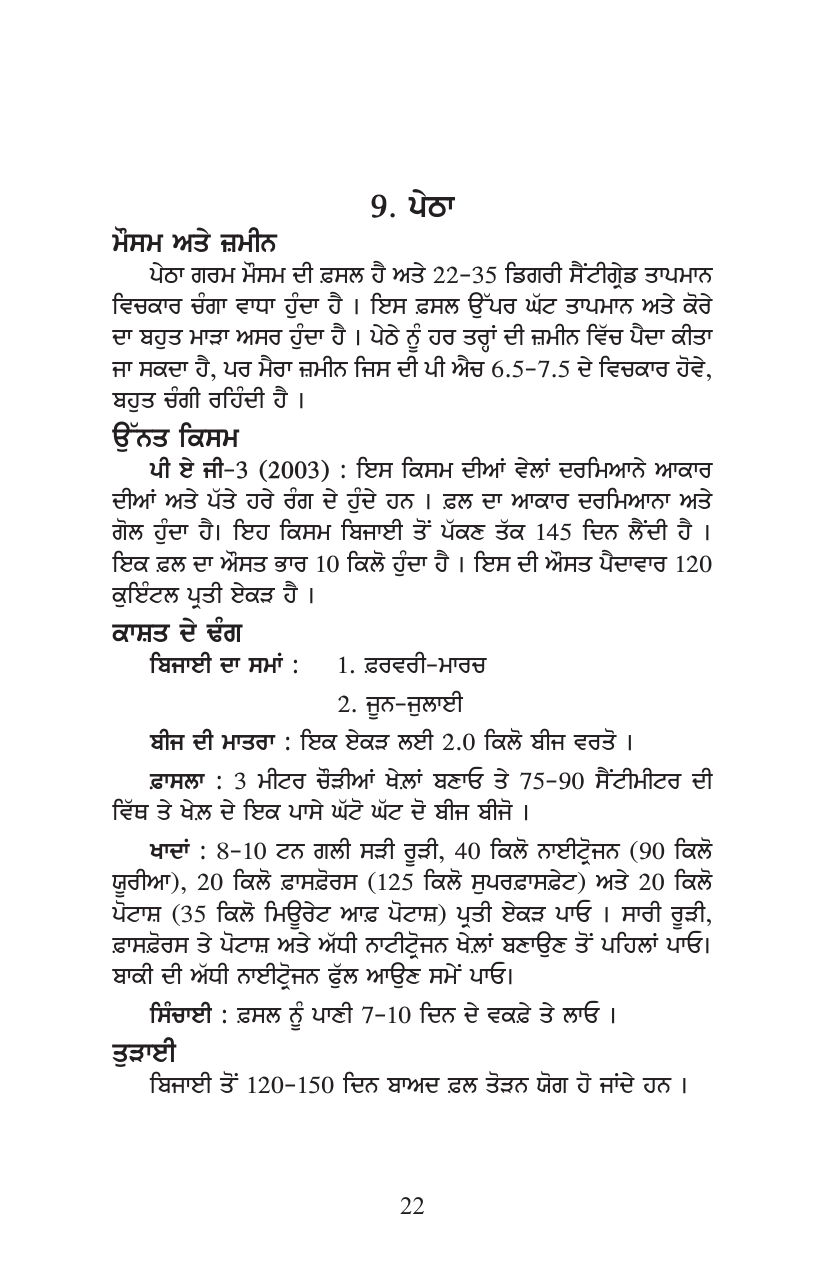 9. ਪੇਠਾ
ਮੌਸਮ ਅਤੇ ਜ਼ਮੀਨ
ਪੇਠਾ ਗਰਮ ਮੌਸਮ ਦੀ ਫ਼ਸਲ ਹੈ ਅਤੇ 22-35 ਡਿਗਰੀ ਸੈਂਟੀਗ੍ਰੇਡ ਤਾਪਮਾਨ
ਵਿਚਕਾਰ ਚੰਗਾ ਵਾਧਾ ਹੁੰਦਾ ਹੈ । ਇਸ ਫ਼ਸਲ ਉੱਪਰ ਘੱਟ ਤਾਪਮਾਨ ਅਤੇ ਕੋਰੇ
ਦਾ ਬਹੁਤ ਮਾੜਾ ਅਸਰ ਹੁੰਦਾ ਹੈ । ਪੇਠੇ ਨੂੰ ਹਰ ਤਰ੍ਹਾਂ ਦੀ ਜ਼ਮੀਨ ਵਿੱਚ ਪੈਦਾ ਕੀਤਾ
ਜਾ ਸਕਦਾ ਹੈ, ਪਰ ਮੈਰਾ ਜ਼ਮੀਨ ਜਿਸ ਦੀ ਪੀ ਐਚ 6.5-7.5 ਦੇ ਵਿਚਕਾਰ ਹੋਵੇ,
ਬਹੁਤ ਚੰਗੀ ਰਹਿੰਦੀ ਹੈ ।
ਉੱਨਤ ਕਿਸਮ
ਪੀ ਏ ਜੀ-3 (2003) : ਇਸ ਕਿਸਮ ਦੀਆਂ ਵੇਲਾਂ ਦਰਮਿਆਨੇ ਆਕਾਰ
ਦੀਆਂ ਅਤੇ ਪੱਤੇ ਹਰੇ ਰੰਗ ਦੇ ਹੁੰਦੇ ਹਨ । ਫ਼ਲ ਦਾ ਆਕਾਰ ਦਰਮਿਆਨਾ ਅਤੇ
ਗੋਲ ਹੁੰਦਾ ਹੈ। ਇਹ ਕਿਸਮ ਬਿਜਾਈ ਤੋਂ ਪੱਕਣ ਤੱਕ 145 ਦਿਨ ਲੈਂਦੀ ਹੈ ।
ਇਕ ਫ਼ਲ ਦਾ ਔਸਤ ਭਾਰ 10 ਕਿਲੋ ਹੁੰਦਾ ਹੈ । ਇਸ ਦੀ ਔਸਤ ਪੈਦਾਵਾਰ 120
ਕੁਇੰਟਲ ਪ੍ਰਤੀ ਏਕੜ ਹੈ ।
ਕਾਸ਼ਤ ਦੇ ਢੰਗ
ਬਿਜਾਈ ਦਾ ਸਮਾਂ : 1. ਫ਼ਰਵਰੀ-ਮਾਰਚ
2. ਜੂਨ-ਜੁਲਾਈ
ਬੀਜ ਦੀ ਮਾਤਰਾ : ਇਕ ਏਕੜ ਲਈ 2.0 ਕਿਲੋ ਬੀਜ ਵਰਤੋ ।
ਫ਼ਾਸਲਾ : 3 ਮੀਟਰ ਚੌੜੀਆਂ ਖੇਲ਼ਾਂ ਬਣਾਓ ਤੇ 75-90 ਸੈਂਟੀਮੀਟਰ ਦੀ
ਵਿੱਥ ਤੇ ਖੇਲ਼ ਦੇ ਇਕ ਪਾਸੇ ਘੱਟੋ ਘੱਟ ਦੋ ਬੀਜ ਬੀਜੋ ।
ਖਾਦਾਂ : 8-10 ਟਨ ਗਲੀ ਸੜੀ ਰੂੜੀ, 40 ਕਿਲੋ ਨਾਈਟ੍ਰੋਜਨ (90 ਕਿਲੋ
ਯੂਰੀਆ), 20 ਕਿਲੋ ਫ਼ਾਸਫ਼ੋਰਸ (125 ਕਿਲੋ ਸੁਪਰਫ਼ਾਸਫ਼ੇਟ) ਅਤੇ 20 ਕਿਲੋ
ਪੋਟਾਸ਼ (35 ਕਿਲੋ ਮਿਊਰੇਟ ਆਫ਼ ਪੋਟਾਸ਼) ਪ੍ਰਤੀ ਏਕੜ ਪਾਓ । ਸਾਰੀ ਰੂੜੀ,
ਫ਼ਾਸਫ਼ੋਰਸ ਤੇ ਪੋਟਾਸ਼ ਅਤੇ ਅੱਧੀ ਨਾਟੀਟ੍ਰੋਜਨ ਖੇਲ਼ਾਂ ਬਣਾਉਣ ਤੋਂ ਪਹਿਲਾਂ ਪਾਓ।
ਬਾਕੀ ਦੀ ਅੱਧੀ ਨਾਈਟ੍ਰੋਜਨ ਫੁੱਲ ਆਉਣ ਸਮੇਂ ਪਾਓ।
ਸਿੰਚਾਈ : ਫ਼ਸਲ ਨੂੰ ਪਾਣੀ 7-10 ਦਿਨ ਦੇ ਵਕਫ਼ੇ ਤੇ ਲਾਓ ।
ਤੁੜਾਈ
ਬਿਜਾਈ ਤੋਂ 120-150 ਦਿਨ ਬਾਅਦ ਫ਼ਲ ਤੋੜਨ ਯੋਗ ਹੋ ਜਾਂਦੇ ਹਨ ।
22